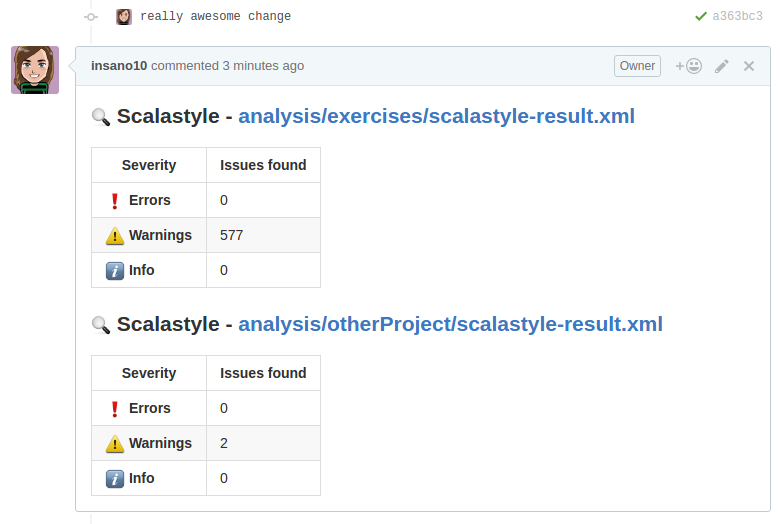 really awesome change a363bc3
insano10 commented 3 minutes ago Owner +
Scalastyle - analysis/exercises/scalastyle-result.xml
Severity Issues found
Errors 0
Warnings 577
Info 0
Scalastyle - analysis/otherProject/scalastyle-result.xml
Severity Issues found
Errors 0
Warnings 2
Info 0